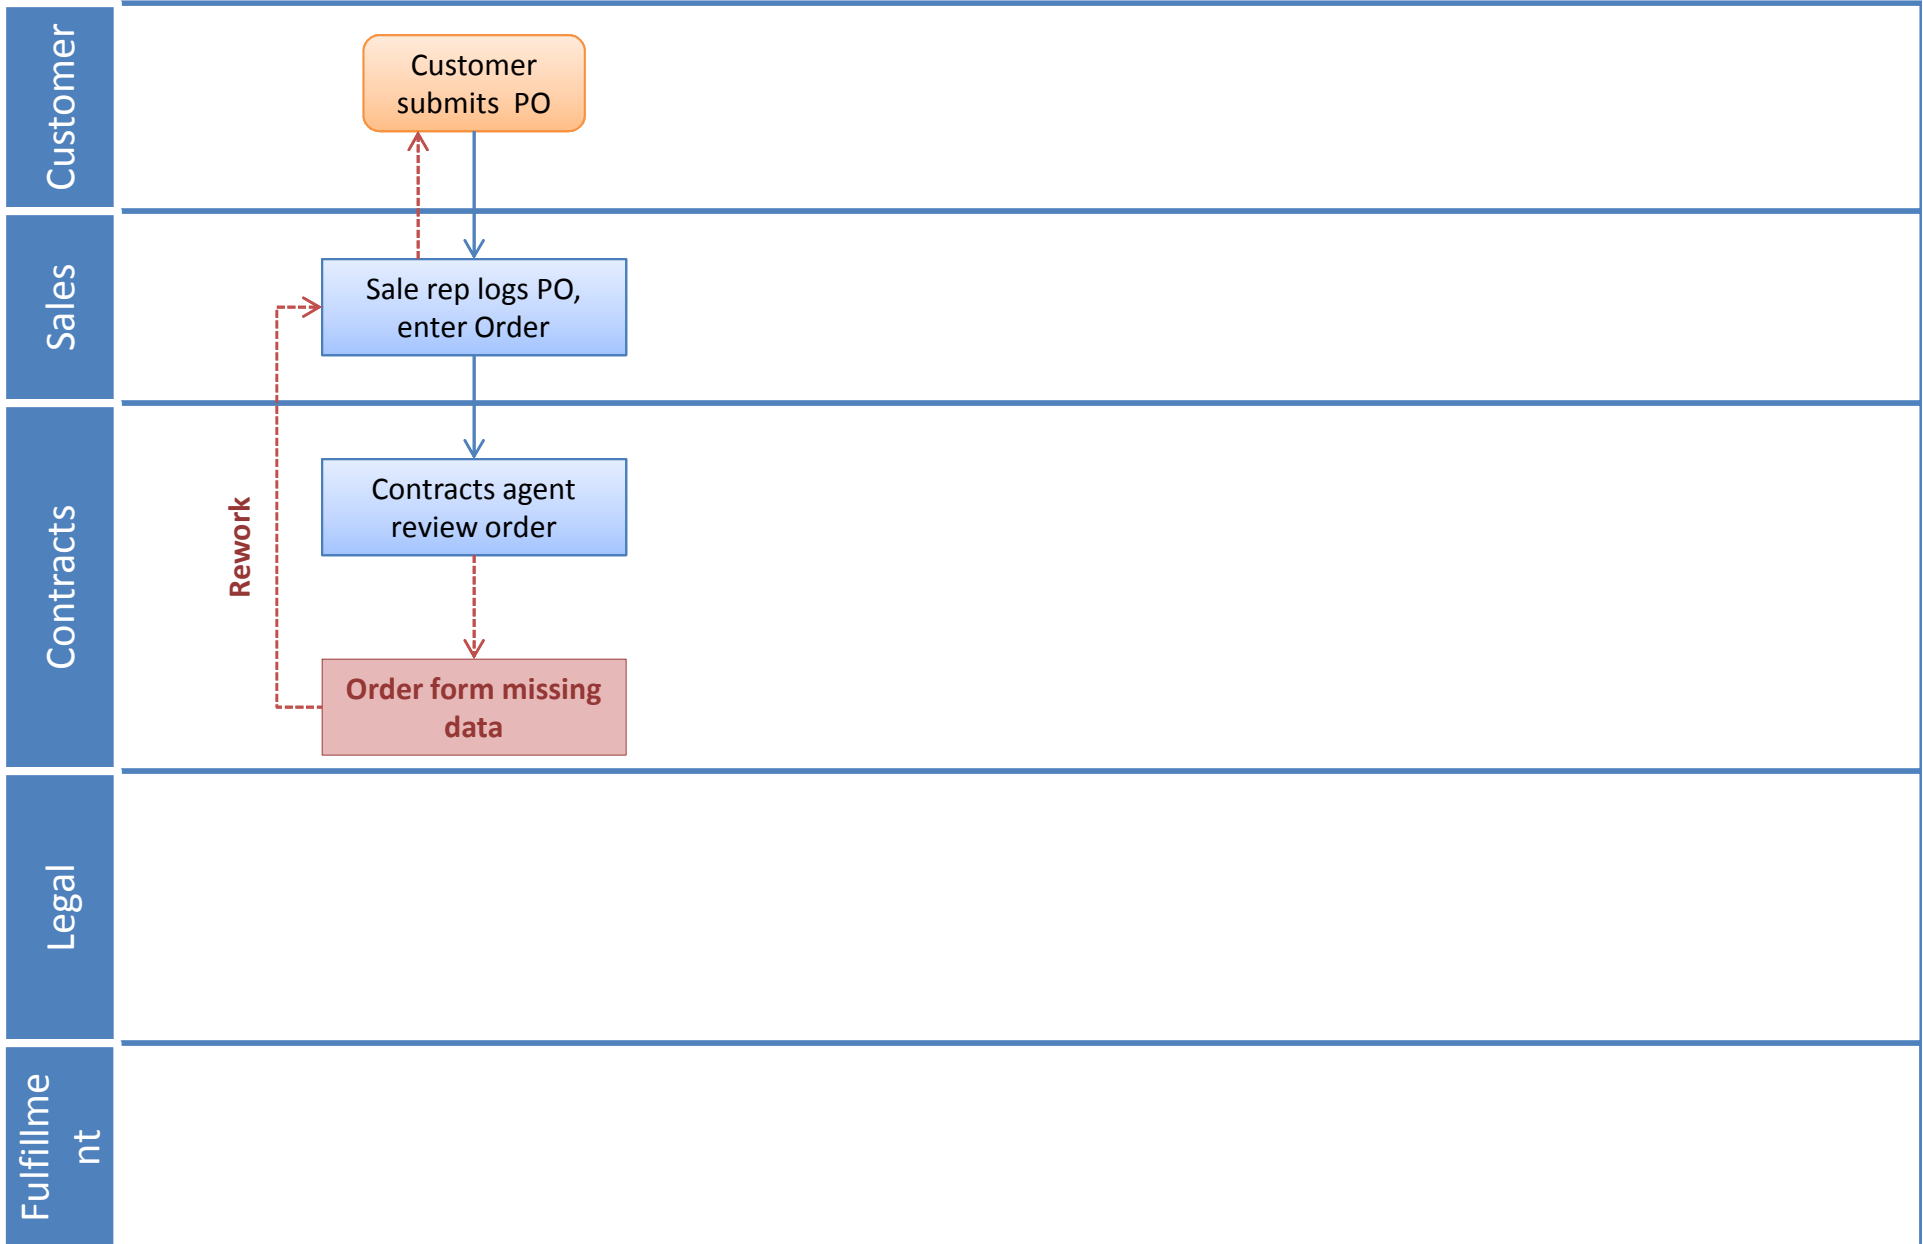 Customer
Customer
submits  PO
Sales
Sale rep logs PO,
enter Order
Contracts
Contracts agent
review order
Rework
Order form missing
data
Legal
Fulfillme
nt